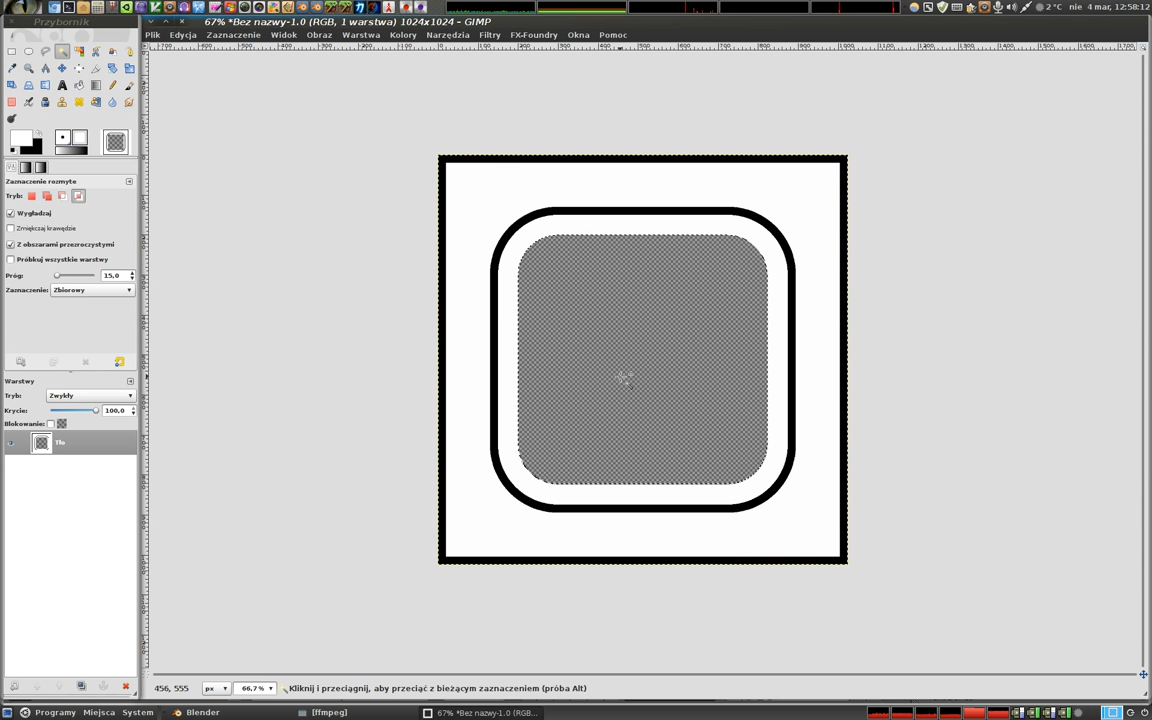 67% *Bez nazwy-1.0 (RGB, 1 warstwa) 1024x1024 – GIMP
2 °C
nie 4 mar, 14:58:12
Przybornik
Plik Edycja Zaznaczenie Widok Obraz Warstwa Kolory Narzędzia Filtry FX-Foundry Okna Pomoc
Zaznaczenie rozmyte
Tryb:
Wygładzaj
Zmiękczaj krawędzie
Z obszarami przezroczystymi
Próbkuj wszystkie warstwy
Próg: 15,0
Zaznaczenie: Zbiorowy
Warstwy
Tryb: Zwykły
Krycie: 100,0
Blokowanie:
Tło
456, 555 px 66,7% Kliknij i przeciągnij, aby przeciąć z bieżącym zaznaczeniem (próba Alt)
Programy Miejsca System Blender [ffmpeg] 67% *Bez nazwy-1.0 (RGB...